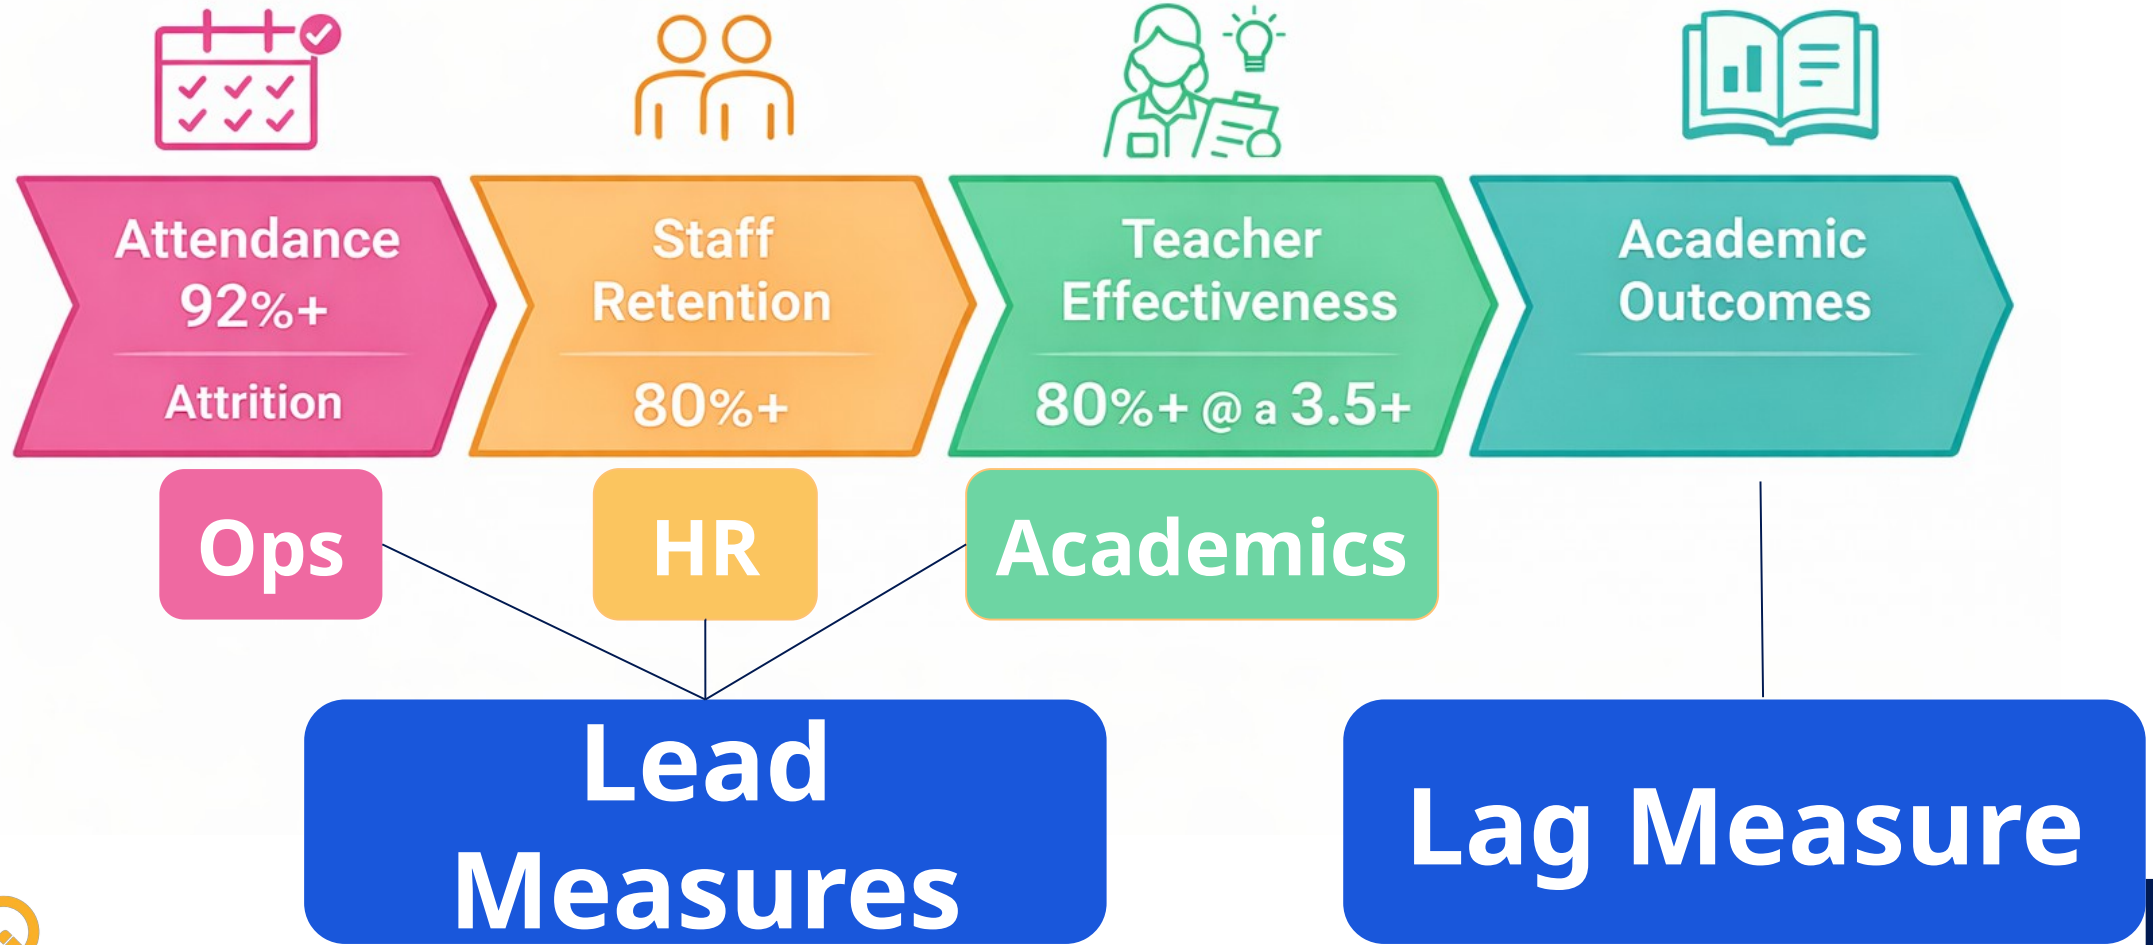 Attendance
92%+
Attrition
Staff
Retention
80%+
Teacher
Effectiveness
80%+ @ a 3.5+
Academic
Outcomes
Ops
HR
Academics
Lead
Measures
Lag Measure